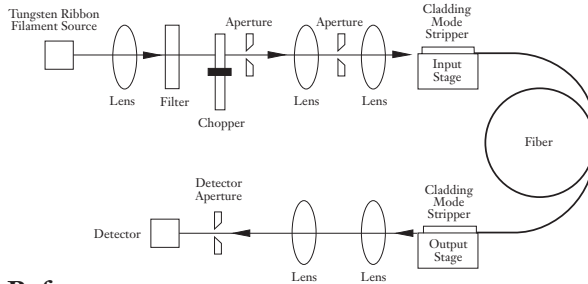 Tungsten Ribbon
Filament Source
Lens
Filter
Chopper
Aperture
Lens
Aperture
Lens
Cladding
Mode
Stripper
Input
Stage
Fiber
Cladding
Mode
Stripper
Output
Stage
Lens
Lens
Detector
Aperture
Detector